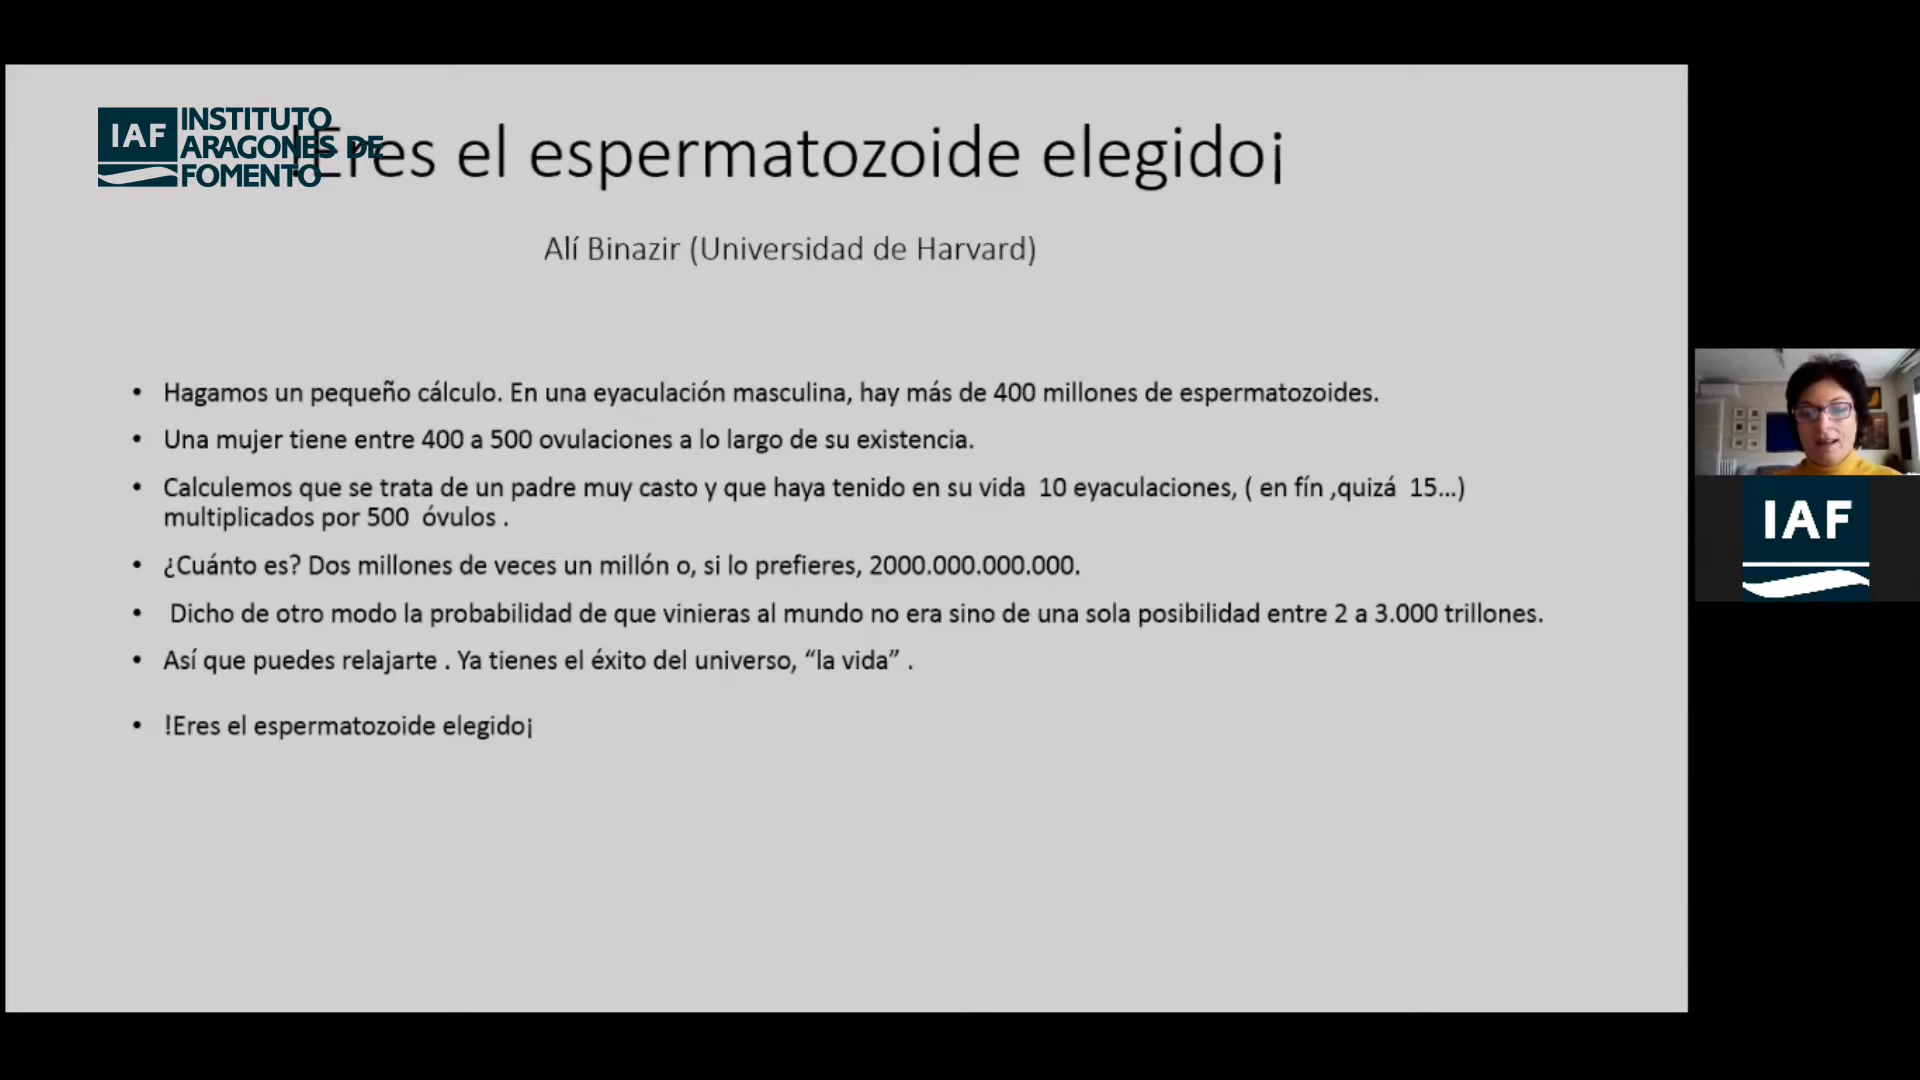 IAF
INSTITUTO
ARAGONES DE
FOMENTO
!Eres el espermatozoide elegido¡
Alí Binazir (Universidad de Harvard)
• Hagamos un pequeño cálculo. En una eyaculación masculina, hay más de 400 millones de espermatozoides.
• Una mujer tiene entre 400 a 500 ovulaciones a lo largo de su existencia.
• Calculemos que se trata de un padre muy casto y que haya tenido en su vida 10 eyaculaciones, ( en fín ,quizá 15...)
multiplicados por 500 óvulos .
• ¿Cuánto es? Dos millones de veces un millón o, si lo prefieres, 2000.000.000.000.
• Dicho de otro modo la probabilidad de que vinieras al mundo no era sino de una sola posibilidad entre 2 a 3.000 trillones.
• Así que puedes relajarte . Ya tienes el éxito del universo, “la vida” .
• !Eres el espermatozoide elegido¡
IAF